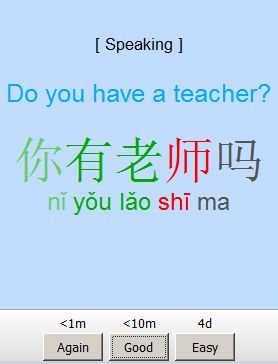 [ Speaking ]
Do you have a teacher?
你有老师吗
nǐ yǒu lǎo shī ma
<1m <10m 4d
Again Good Easy